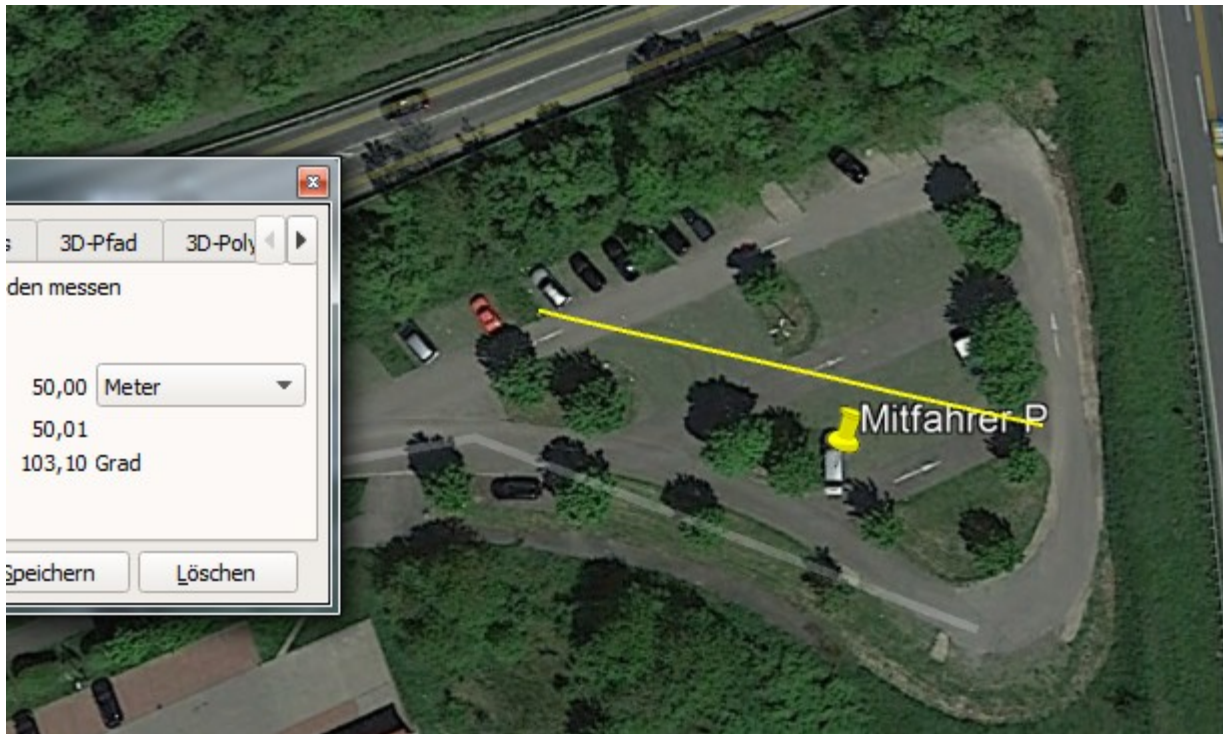 3D-Pfad
3D-Poly
den messen
50,00 Meter
50,01
103,10 Grad
Speichern
Löschen
Mitfahrer P